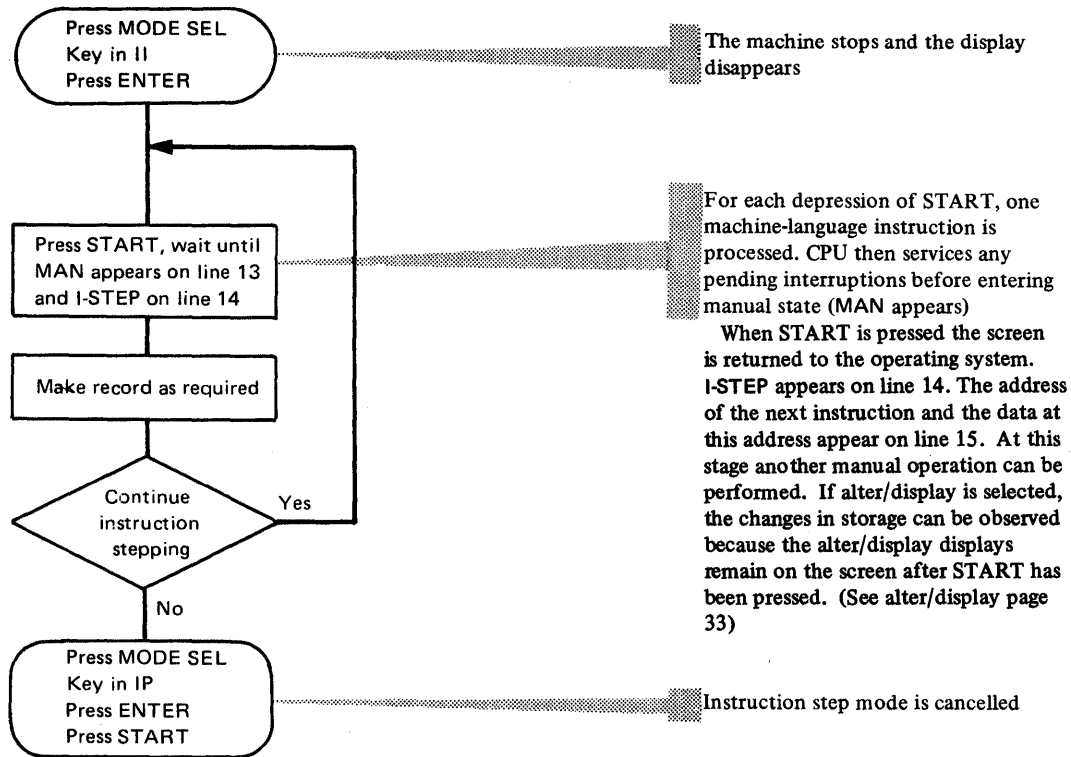 Press MODE SEL
Key in II
Press ENTER
The machine stops and the display
disappears
Press START, wait until
MAN appears on line 13
and I-STEP on line 14
For each depression of START, one
machine-language instruction is
processed. CPU then services any
pending interruptions before entering
manual state (MAN appears)
When START is pressed the screen
is returned to the operating system.
I-STEP appears on line 14. The address
of the next instruction and the data at
this address appear on line 15. At this
stage another manual operation can be
performed. If alter/display is selected,
the changes in storage can be observed
because the alter/display displays
remain on the screen after START has
been pressed. (See alter/display page
33)
Make record as required
Continue
instruction
stepping
Yes
No
Press MODE SEL
Key in IP
Press ENTER
Press START
Instruction step mode is cancelled